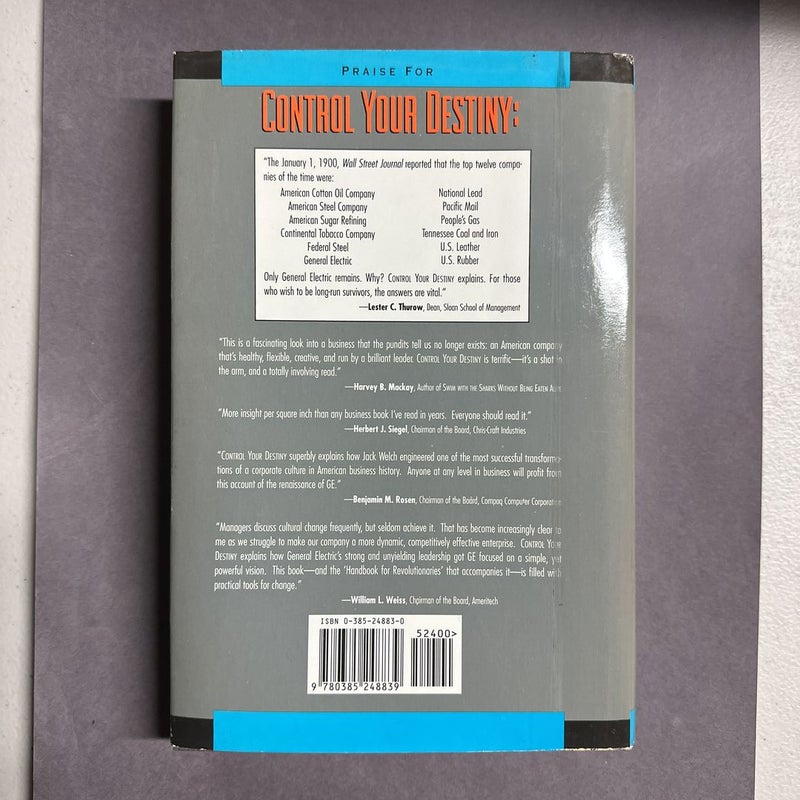 PRAISE FOR
CONTROL YOUR DESTINY:
"The January 1, 1900, Wall Street Journal reported that the top twelve compa-
nies of the time were:
American Cotton Oil Company National Lead
American Steel Company Pacific Mail
American Sugar Refining People's Gas
Continental Tobacco Company Tennessee Coal and Iron
Federal Steel U.S. Leather
General Electric U.S. Rubber
Only General Electric remains. Why? CONTROL YOUR DESTINY explains. For those
who wish to be long-run survivors, the answers are vital."
—Lester C. Thurow, Dean, Sloan School of Management
"This is a fascinating look into a business that the pundits tell us no longer exists: an American company
that's healthy, flexible, creative, and run by a brilliant leader. CONTROL YOUR DESTINY is terrific—it's a shot in
the arm, and a totally involving read."
—Harvey B. Mackay, Author of SWIM WITH THE SHARKS WITHOUT BEING EATEN ALIVE
"More insight per square inch than any business book I've read in years. Everyone should read it."
—Herbert J. Siegel, Chairman of the Board, Chris-Craft Industries
"CONTROL YOUR DESTINY superbly explains how Jack Welch engineered one of the most successful transforma-
tions of a corporate culture in American business history. Anyone at any level in business will profit from
this account of the renaissance of GE."
—Benjamin M. Rosen, Chairman of the Board, Compaq Computer Corporation
"Managers discuss cultural change frequently, but seldom achieve it. That has become increasingly clear to
me as we struggle to make our company a more dynamic, competitively effective enterprise. CONTROL YOUR
DESTINY explains how General Electric's strong and unyielding leadership got GE focused on a simple, yet
powerful vision. This book—and the 'Handbook for Revolutionaries' that accompanies it—is filled with
practical tools for change."
—William L. Weiss, Chairman of the Board, Ameritech
ISBN 0-385-24883-0
52400>
9 780385 248839